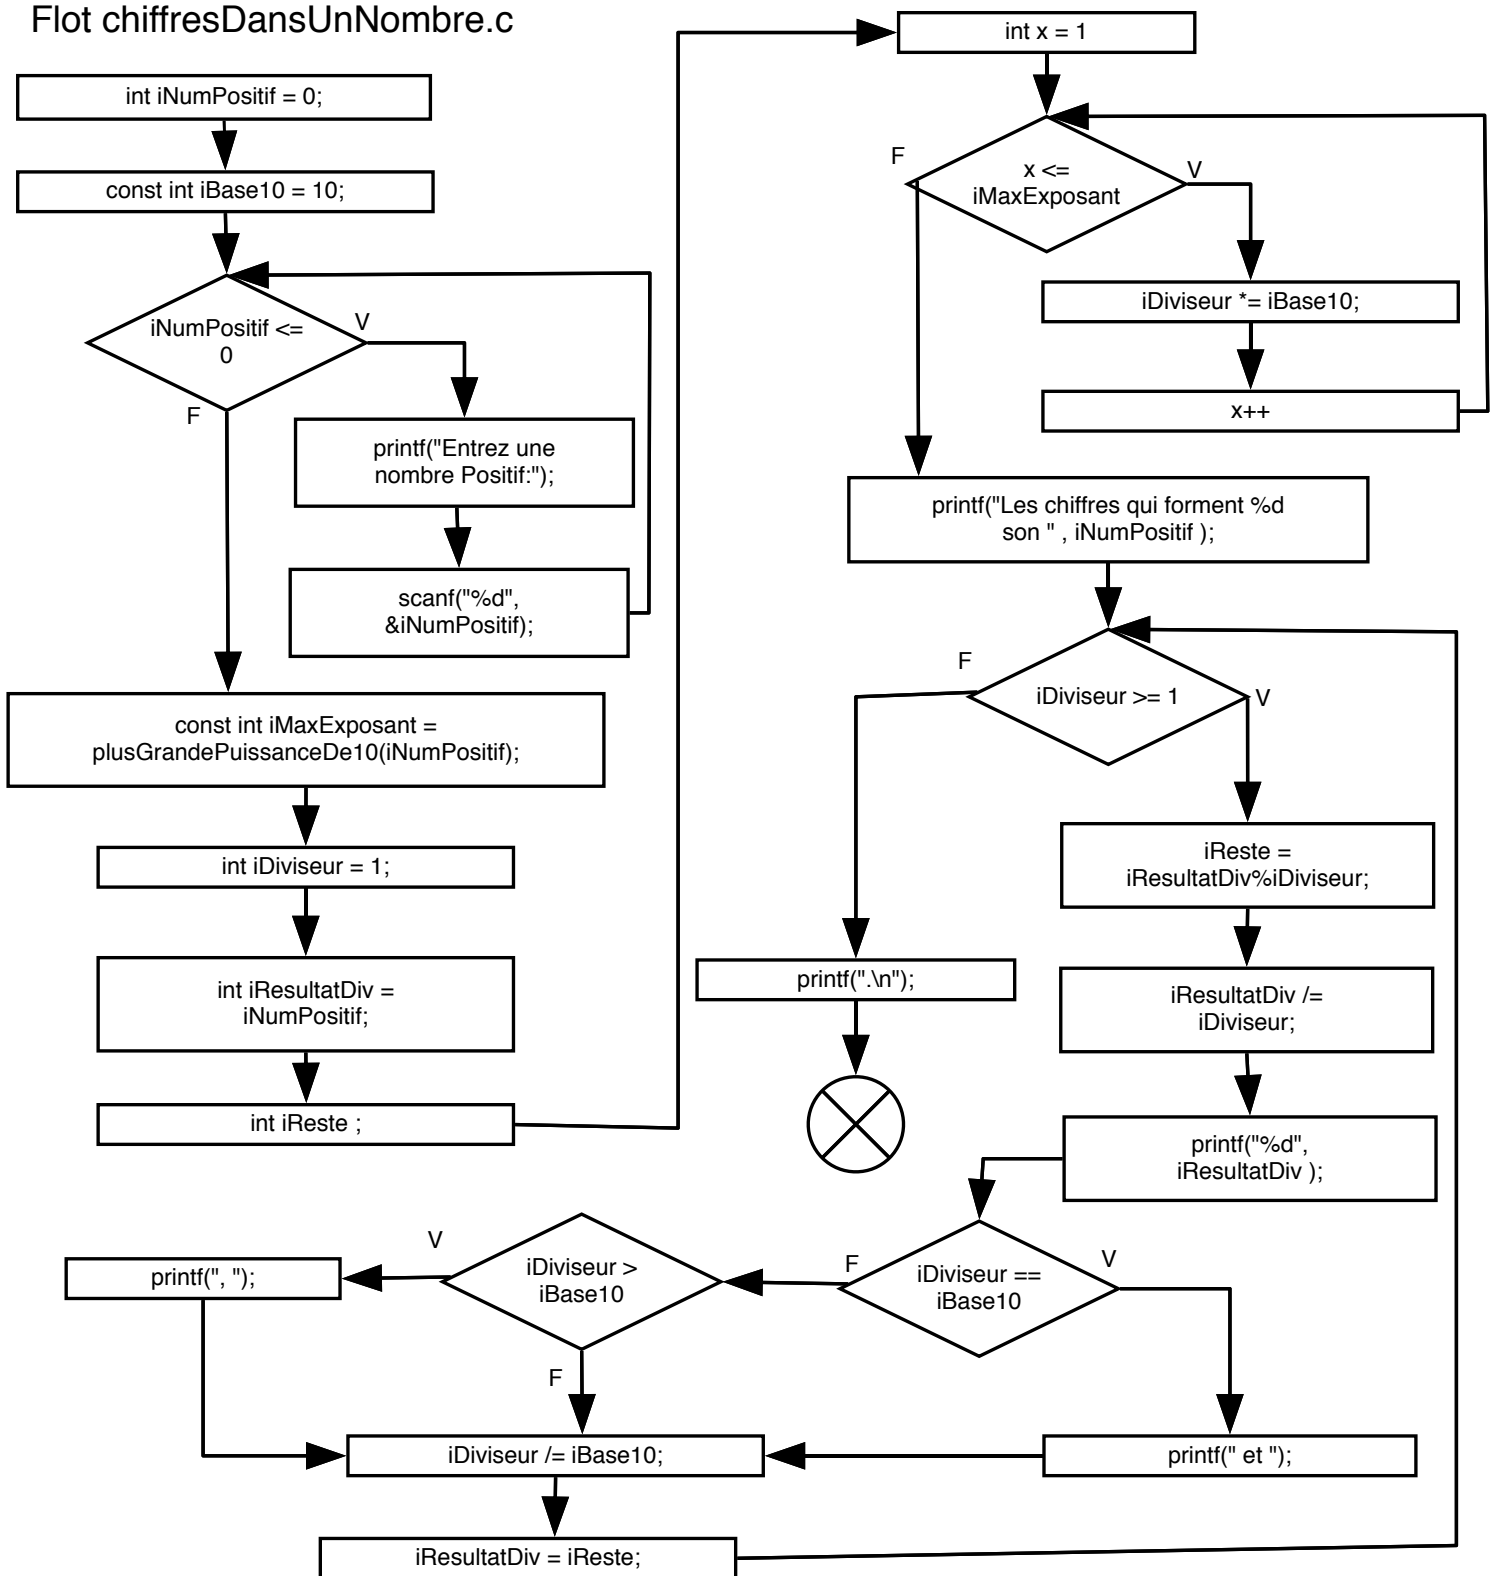 Flot chiffresDansUnNombre.c
int iNumPositif = 0;
const int iBase10 = 10;
iNumPositif <=
0
V
F
printf("Entrez une
nombre Positif:");
scanf("%d",
&iNumPositif);
const int iMaxExposant =
plusGrandePuissanceDe10(iNumPositif);
int iDiviseur = 1;
int iResultatDiv =
iNumPositif;
int iReste ;
int x = 1
F
x <=
iMaxExposant
V
iDiviseur *= iBase10;
x++
printf("Les chiffres qui forment %d
son " , iNumPositif );
F
iDiviseur >= 1
V
iReste =
iResultatDiv%iDiviseur;
printf(".\n");
iResultatDiv /=
iDiviseur;
printf("%d",
iResultatDiv );
iDiviseur ==
iBase10
F
V
iDiviseur >
iBase10
V
F
printf(", ");
printf(" et ");
iDiviseur /= iBase10;
iResultatDiv = iReste;